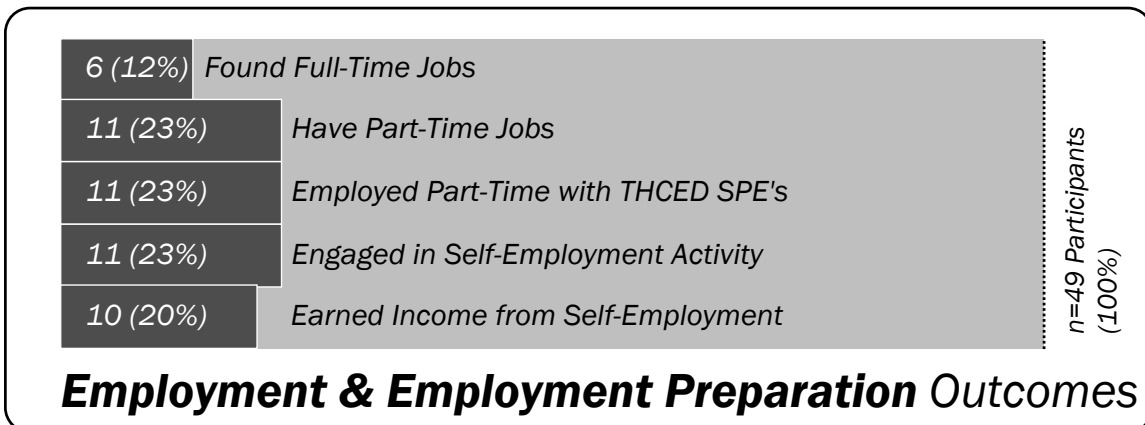 6 (12%) Found Full-Time Jobs
11 (23%) Have Part-Time Jobs
11 (23%) Employed Part-Time with THCED SPE's
11 (23%) Engaged in Self-Employment Activity
10 (20%) Earned Income from Self-Employment
n=49 Participants
(100%)
Employment & Employment Preparation Outcomes